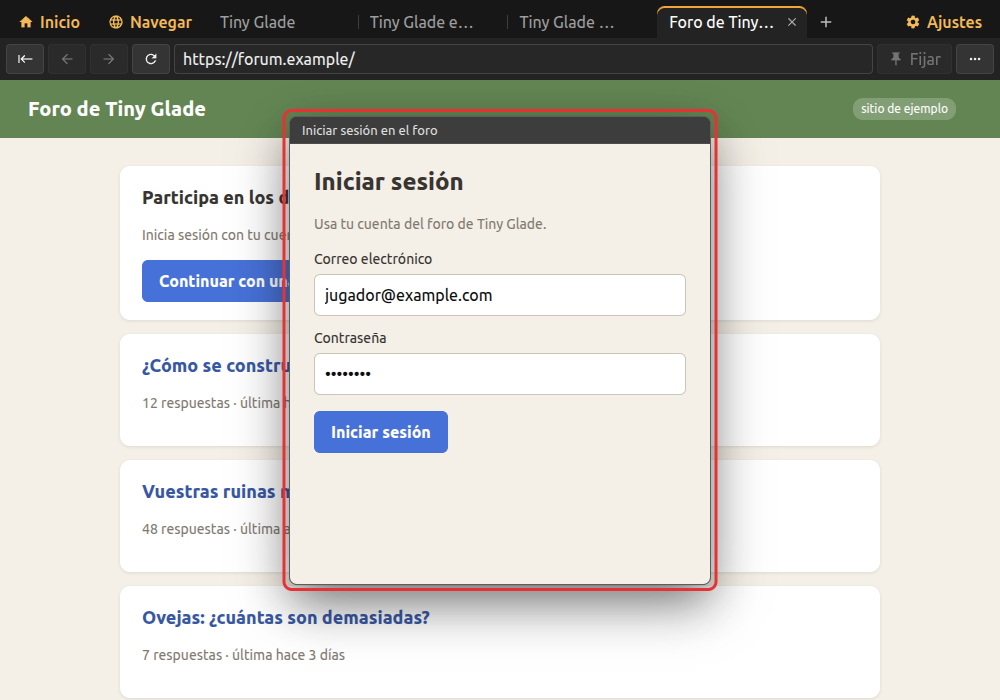 Inicio
Navegar
Tiny Glade
Tiny Glade e...
Tiny Glade ...
Foro de Tiny...
Ajustes
https://forum.example/
Fijar
Foro de Tiny Glade
sitio de ejemplo
Iniciar sesión en el foro
Iniciar sesión
Usa tu cuenta del foro de Tiny Glade.
Correo electrónico
jugador@example.com
Contraseña
••••••••
Iniciar sesión
Participa en los d
Inicia sesión con tu cuen
Continuar con un
¿Cómo se constru
12 respuestas · última h
Vuestras ruinas m
48 respuestas · última a
Ovejas: ¿cuántas son demasiadas?
7 respuestas · última hace 3 días